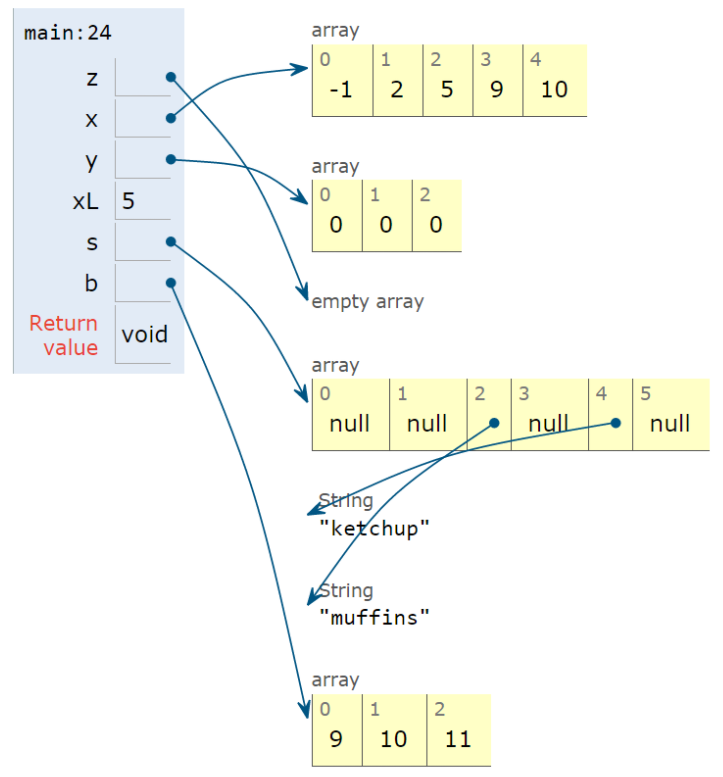 main:24
z
x
y
xL 5
s
b
Return
value void
array
0 1 2 3 4
-1 2 5 9 10
array
0 1 2
0 0 0
empty array
array
0 1 2 3 4 5
null null null null
String
"ketchup"
String
"muffins"
array
0 1 2
9 10 11